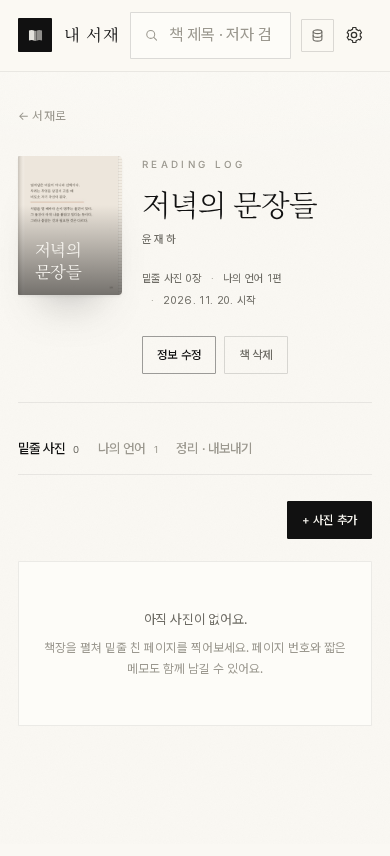 내 서재
책 제목 · 저자 검
← 서재로
READING LOG
저녁의 문장들
윤재하
밑줄 사진 0장 · 나의 언어 1편
· 2026. 11. 20. 시작
저녁의
문장들
정보 수정
책 삭제
밑줄 사진 0 나의 언어 1 정리 · 내보내기
+ 사진 추가
아직 사진이 없어요.
책장을 펼쳐 밑줄 친 페이지를 찍어보세요. 페이지 번호와 짧은
메모도 함께 남길 수 있어요.